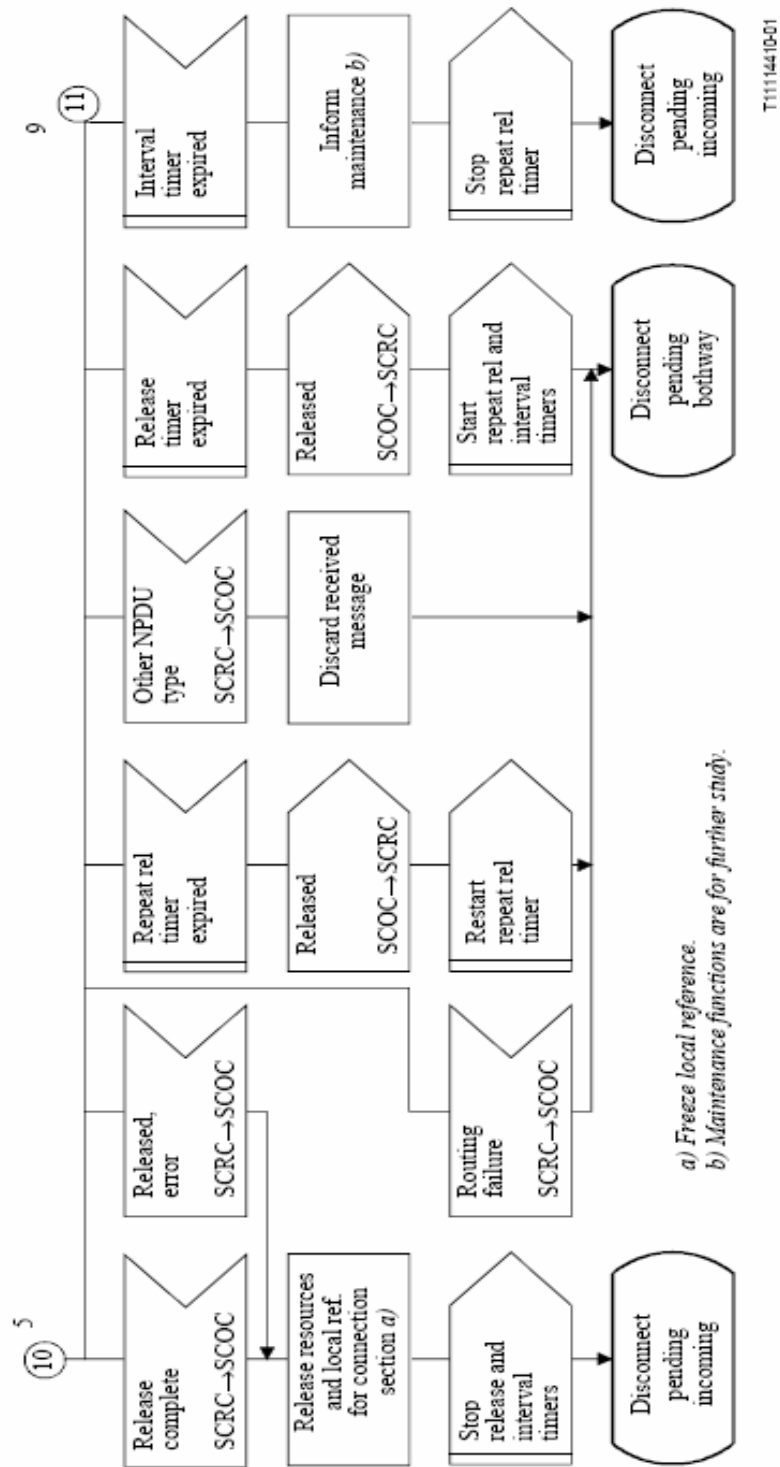 10
5
9
11
Release
complete
SCRC→SCOC
Released,
error
SCRC→SCOC
Repeat rel
timer
expired
Other NPDU
type
SCRC→SCOC
Release
timer
expired
Interval
timer
expired
Release resources
and local ref.
for connection
section a)
Released
SCOC→SCRC
Discard received
message
Released
SCOC→SCRC
Inform
maintenance b)
Stop
release and
interval
timers
Routing
failure
SCRC→SCOC
Restart
repeat rel
timer
Start
repeat rel and
interval
timers
Stop
repeat rel
timer
Disconnect
pending
incoming
Disconnect
pending
bothway
Disconnect
pending
incoming
a) Freeze local reference.
b) Maintenance functions are for further study.
T11114410-01